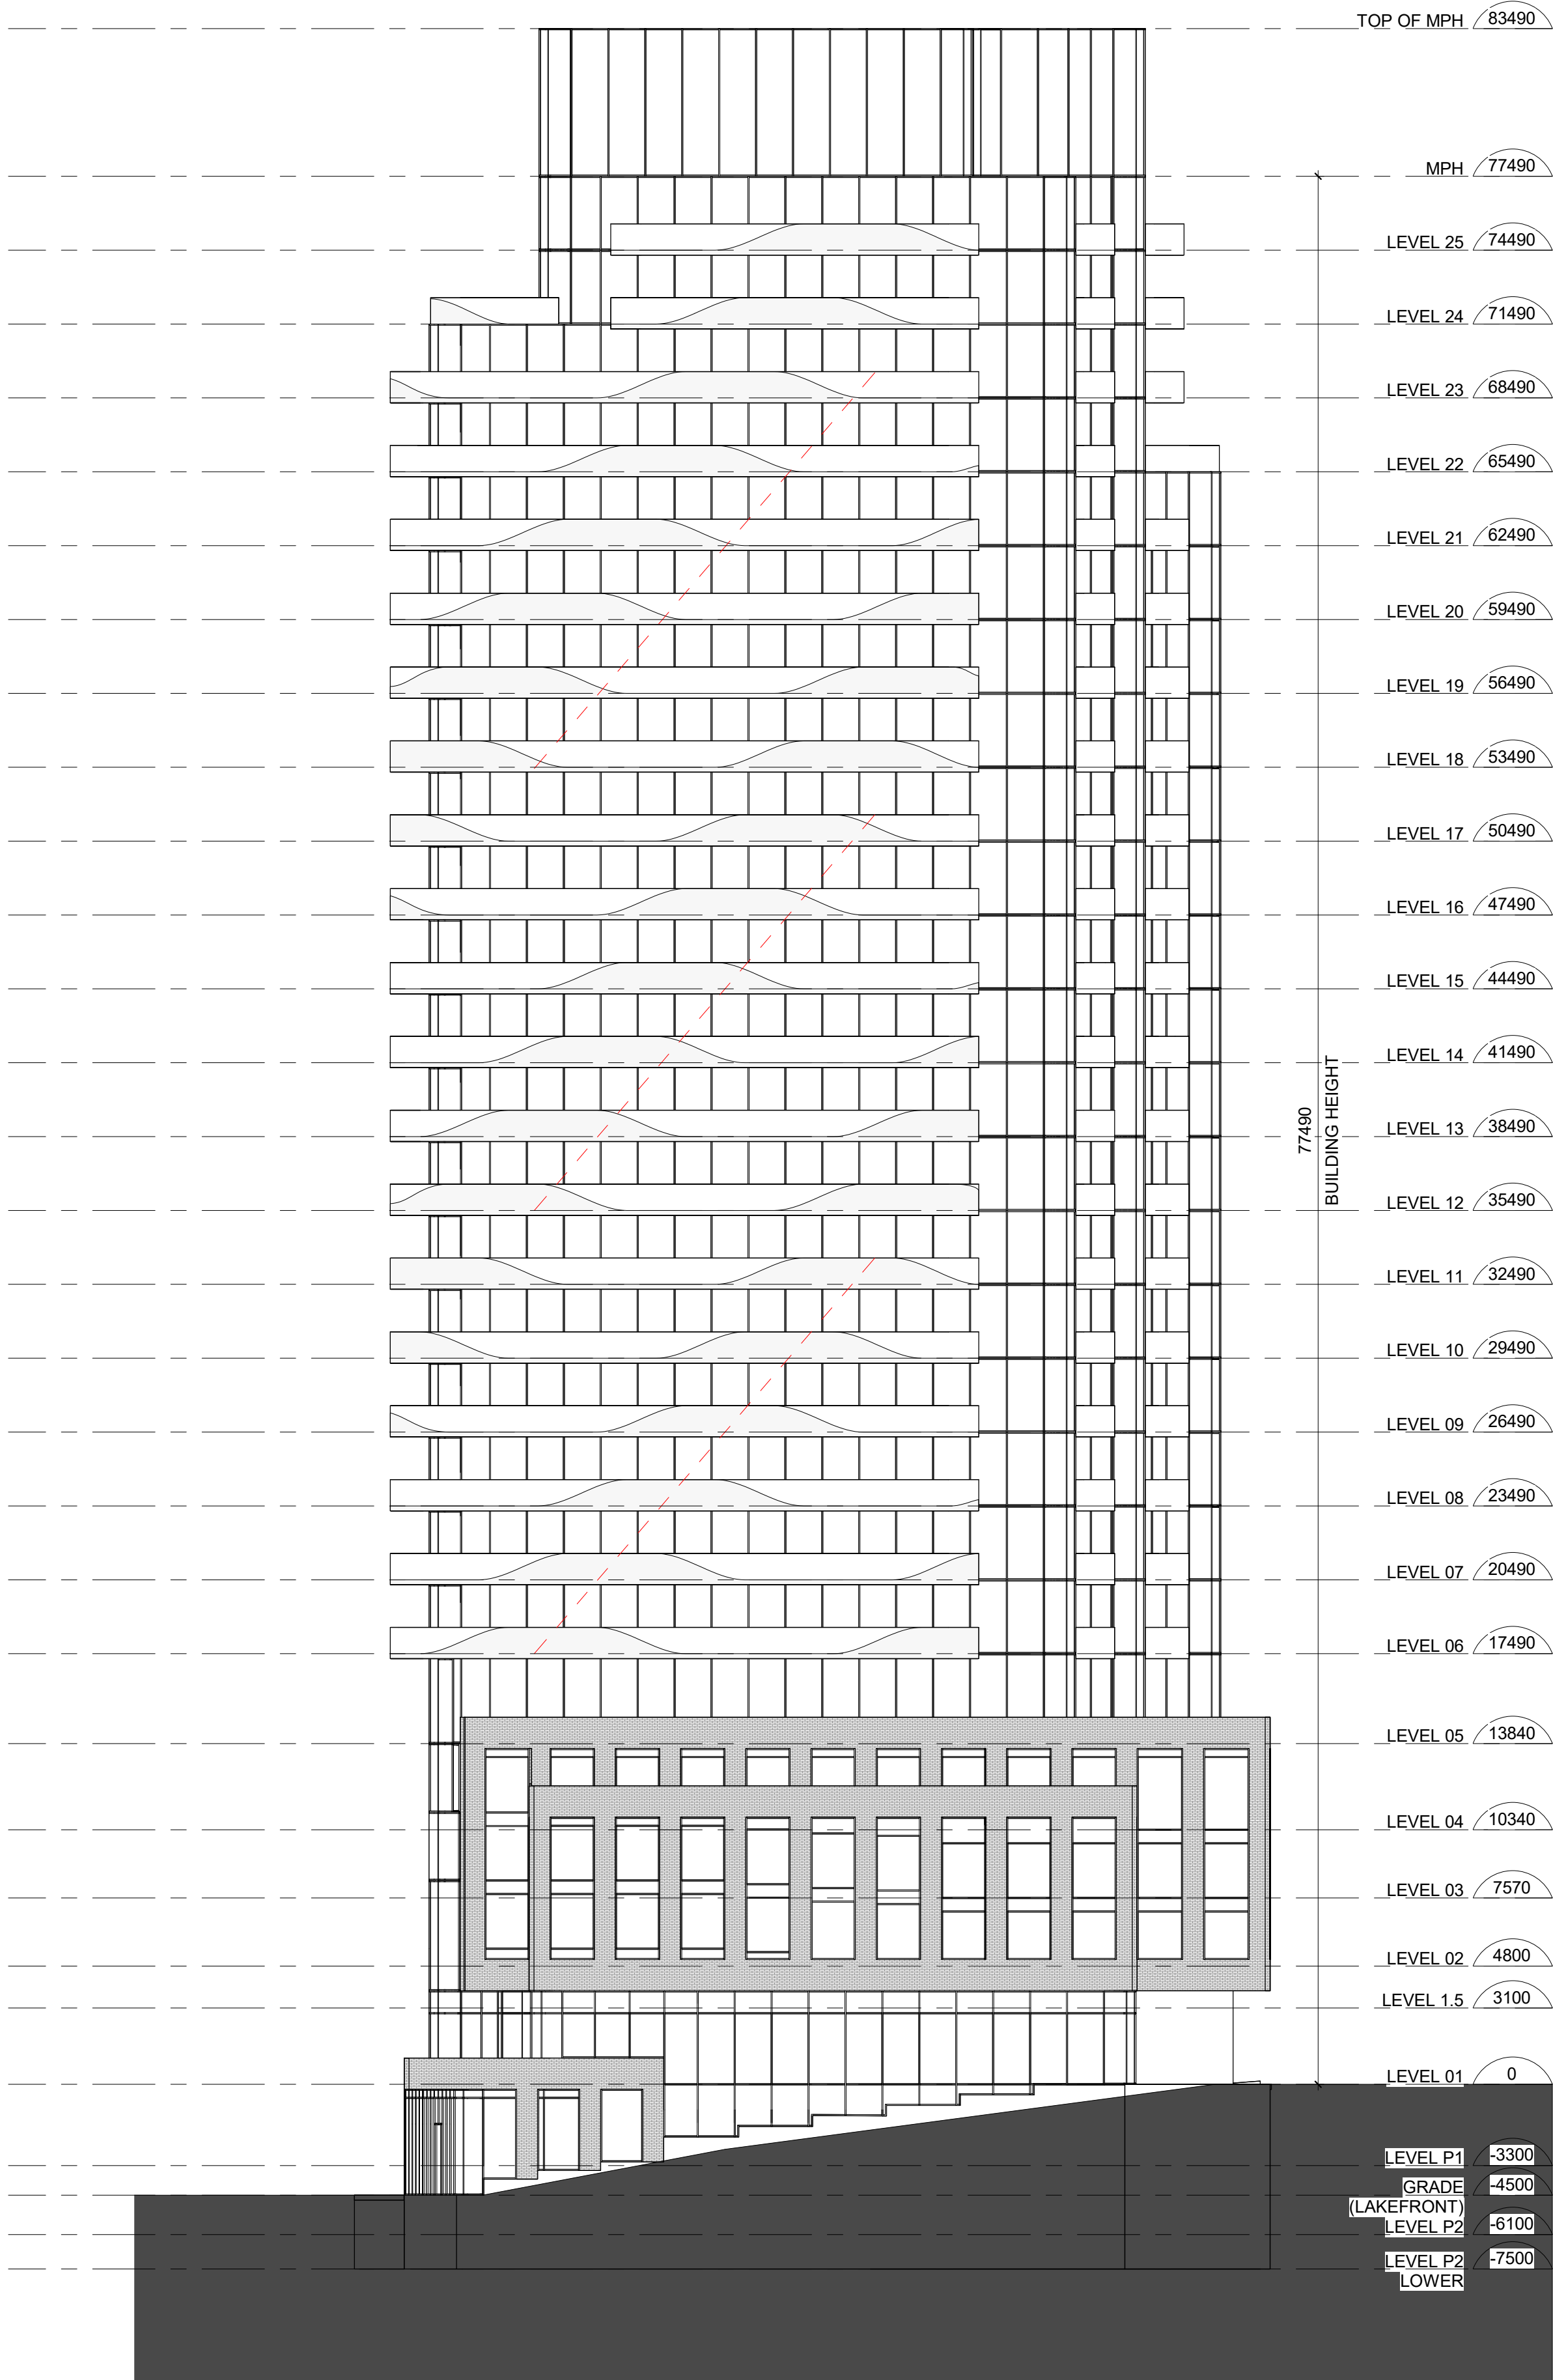 TOP OF MPH 83490
MPH 77490
LEVEL 25 74490
LEVEL 24 71490
LEVEL 23 68490
LEVEL 22 65490
LEVEL 21 62490
LEVEL 20 59490
LEVEL 19 56490
LEVEL 18 53490
LEVEL 17 50490
LEVEL 16 47490
LEVEL 15 44490
LEVEL 14 41490
LEVEL 13 38490
77490
BUILDING HEIGHT
LEVEL 12 35490
LEVEL 11 32490
LEVEL 10 29490
LEVEL 09 26490
LEVEL 08 23490
LEVEL 07 20490
LEVEL 06 17490
LEVEL 05 13840
LEVEL 04 10340
LEVEL 03 7570
LEVEL 02 4800
LEVEL 1.5 3100
LEVEL 01 0
LEVEL P1 -3300
GRADE -4500
(LAKEFRONT)
LEVEL P2 -6100
LEVEL P2 -7500
LOWER